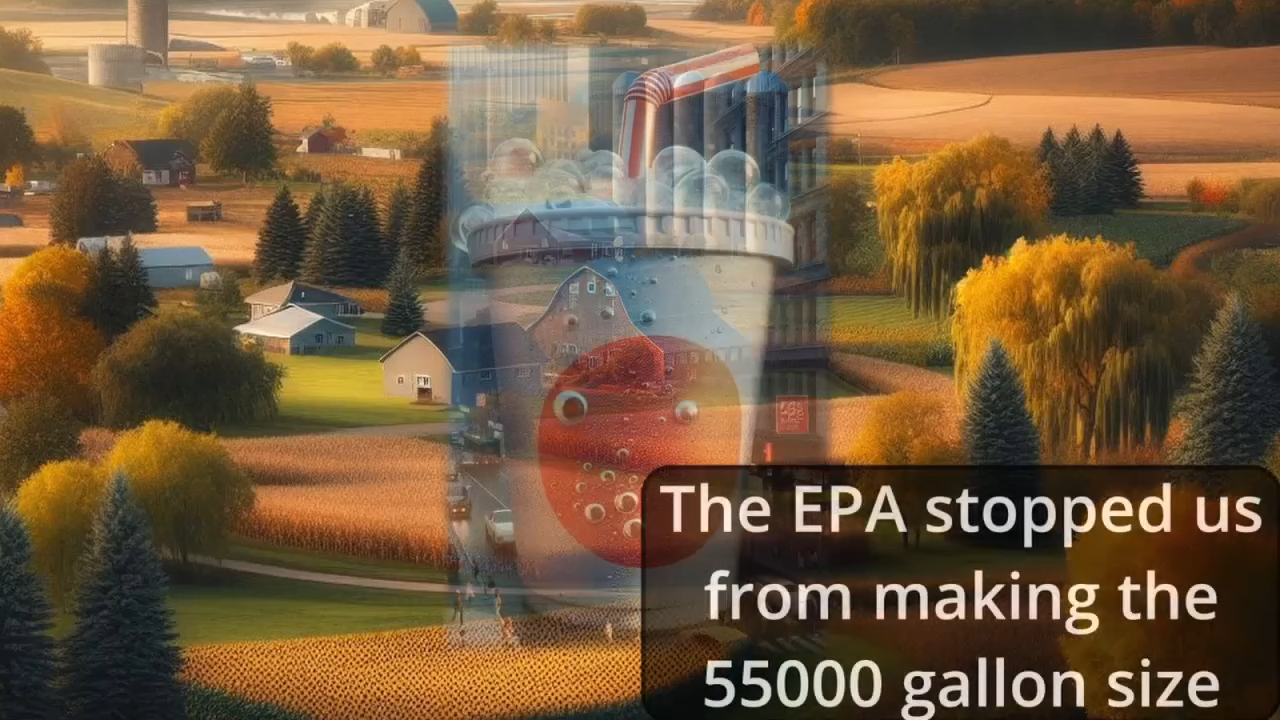 The EPA stopped us
from making the
55000 gallon size